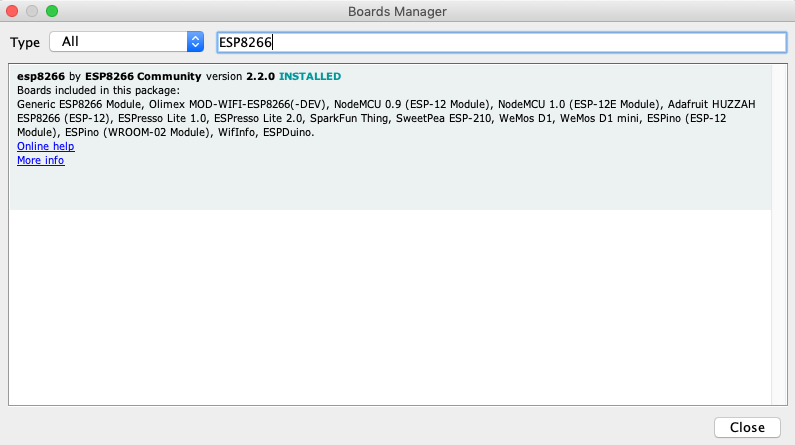 Boards Manager
Type All ESP8266
esp8266 by ESP8266 Community version 2.2.0 INSTALLED
Boards included in this package:
Generic ESP8266 Module, Olimex MOD-WIFI-ESP8266(-DEV), NodeMCU 0.9 (ESP-12 Module), NodeMCU 1.0 (ESP-12E Module), Adafruit HUZZAH
ESP8266 (ESP-12), ESPresso Lite 1.0, ESPresso Lite 2.0, SparkFun Thing, SweetPea ESP-210, WeMos D1, WeMos D1 mini, ESPino (ESP-12
Module), ESPino (WROOM-02 Module), WifInfo, ESPDuino.
Online help
More info
Close